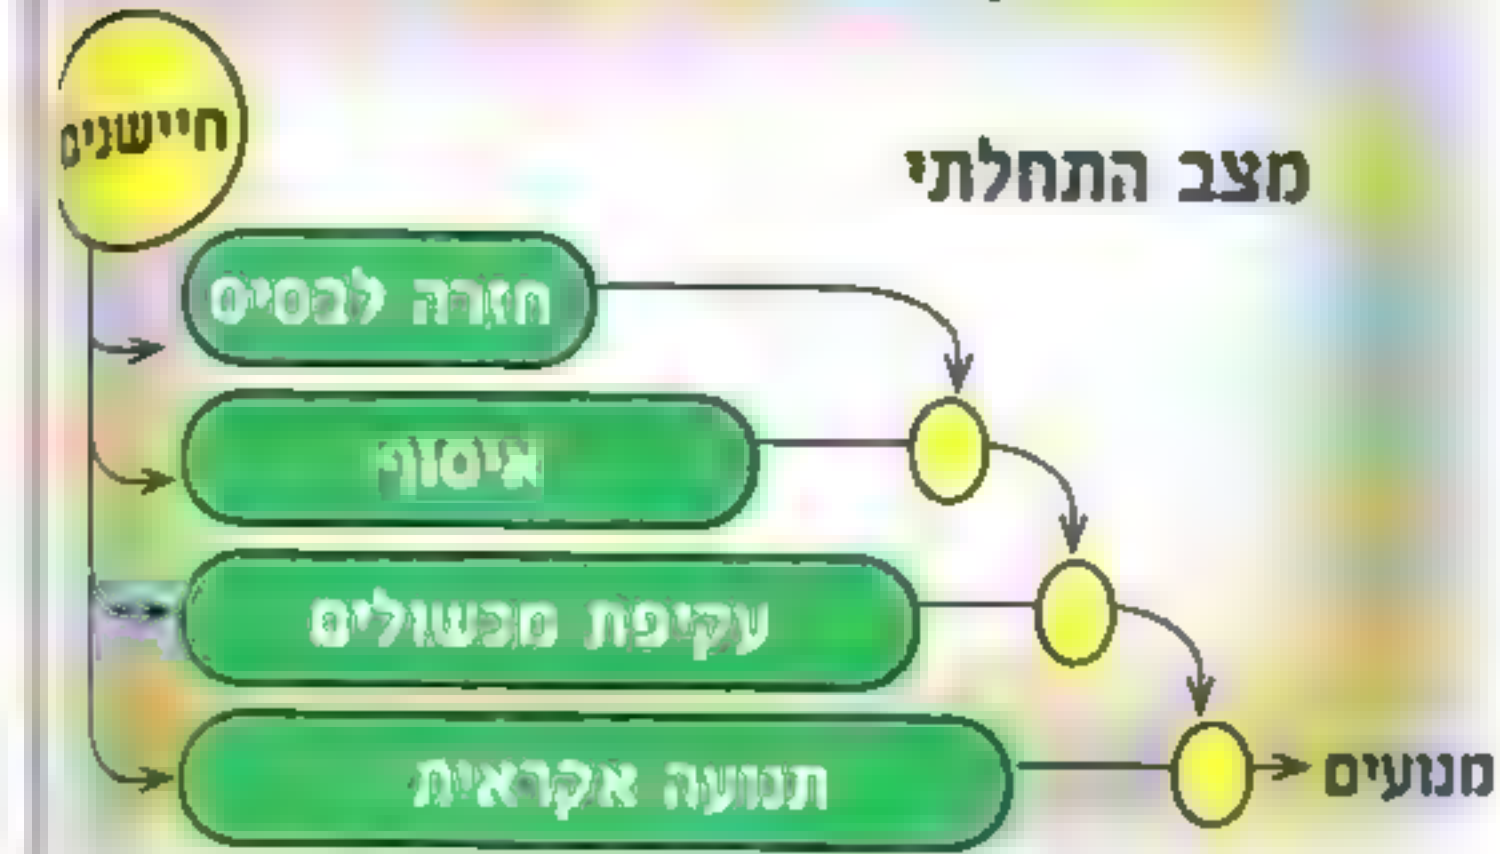 חיישנים
מצב התחלתי
חזרה לבסיס
איסוף
עקיפת מכשולים
תנועה אקראית
מנועים